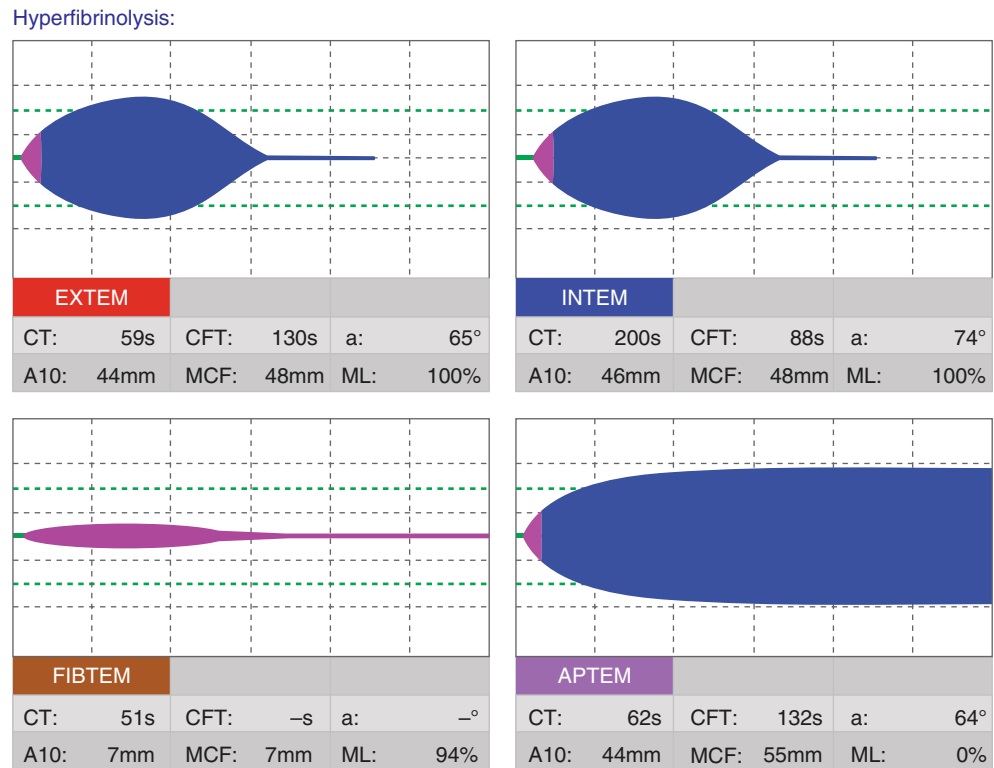 Hyperfibrinolysis:
EXTEM
CT: 59s CFT: 130s a: 65°
A10: 44mm MCF: 48mm ML: 100%
INTEM
CT: 200s CFT: 88s a: 74°
A10: 46mm MCF: 48mm ML: 100%
FIBTEM
CT: 51s CFT: –s a: –°
A10: 7mm MCF: 7mm ML: 94%
APTEM
CT: 62s CFT: 132s a: 64°
A10: 44mm MCF: 55mm ML: 0%